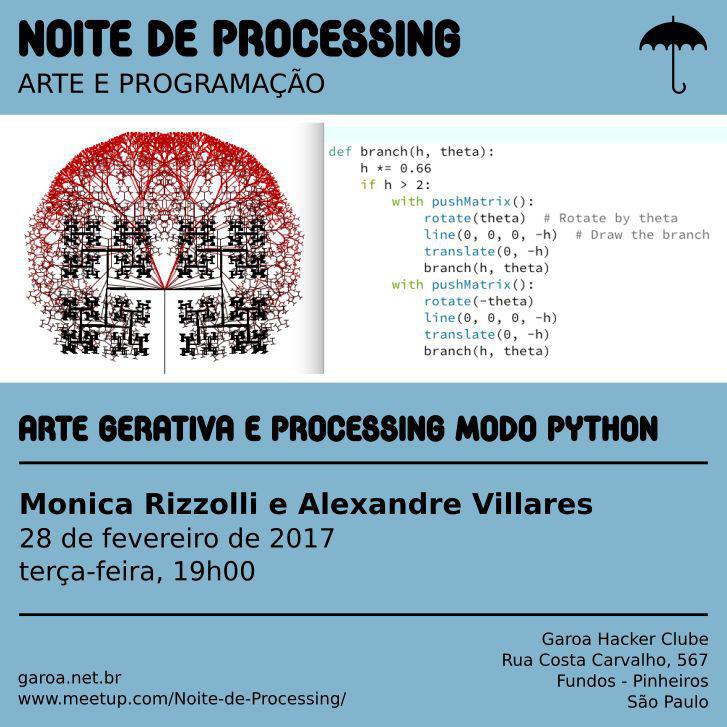 NOITE DE PROCESSING
ARTE E PROGRAMAÇÃO
def branch(h, theta):
    h *= 0.66
    if h > 2:
        with pushMatrix():
            rotate(theta)  # Rotate by theta
            line(0, 0, 0, -h)  # Draw the branch
            translate(0, -h)
            branch(h, theta)
        with pushMatrix():
            rotate(-theta)
            line(0, 0, 0, -h)
            translate(0, -h)
            branch(h, theta)
ARTE GERATIVA E PROCESSING MODO PYTHON
Monica Rizzolli e Alexandre Villares
28 de fevereiro de 2017
terça-feira, 19h00
garoa.net.br
www.meetup.com/Noite-de-Processing/
Garoa Hacker Clube
Rua Costa Carvalho, 567
Fundos - Pinheiros
São Paulo